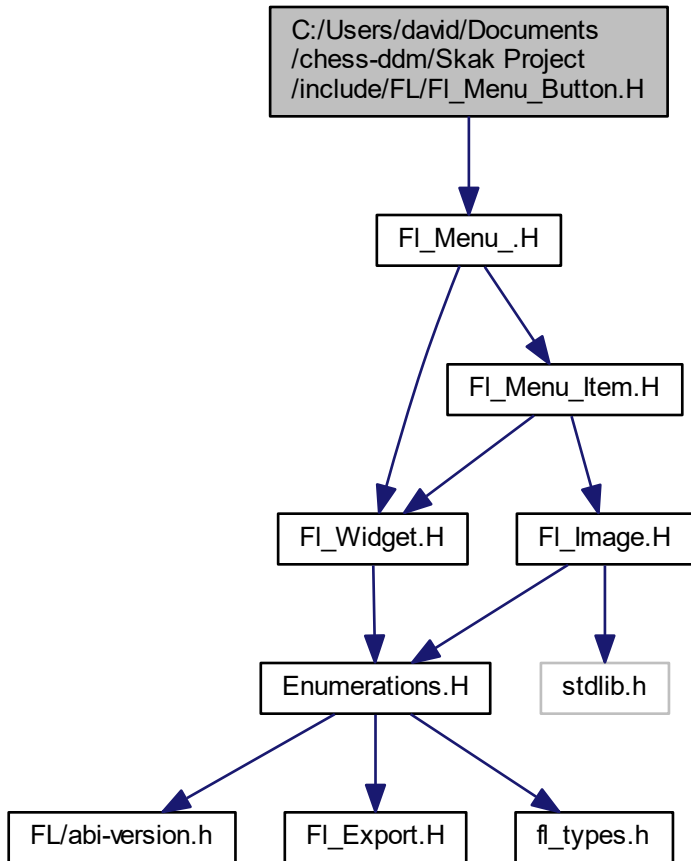 C:/Users/david/Documents
/chess-ddm/Skak Project
/include/FL/Fl_Menu_Button.H
Fl_Menu_.H
Fl_Menu_Item.H
Fl_Widget.H
Fl_Image.H
Enumerations.H
stdlib.h
FL/abi-version.h
Fl_Export.H
fl_types.h